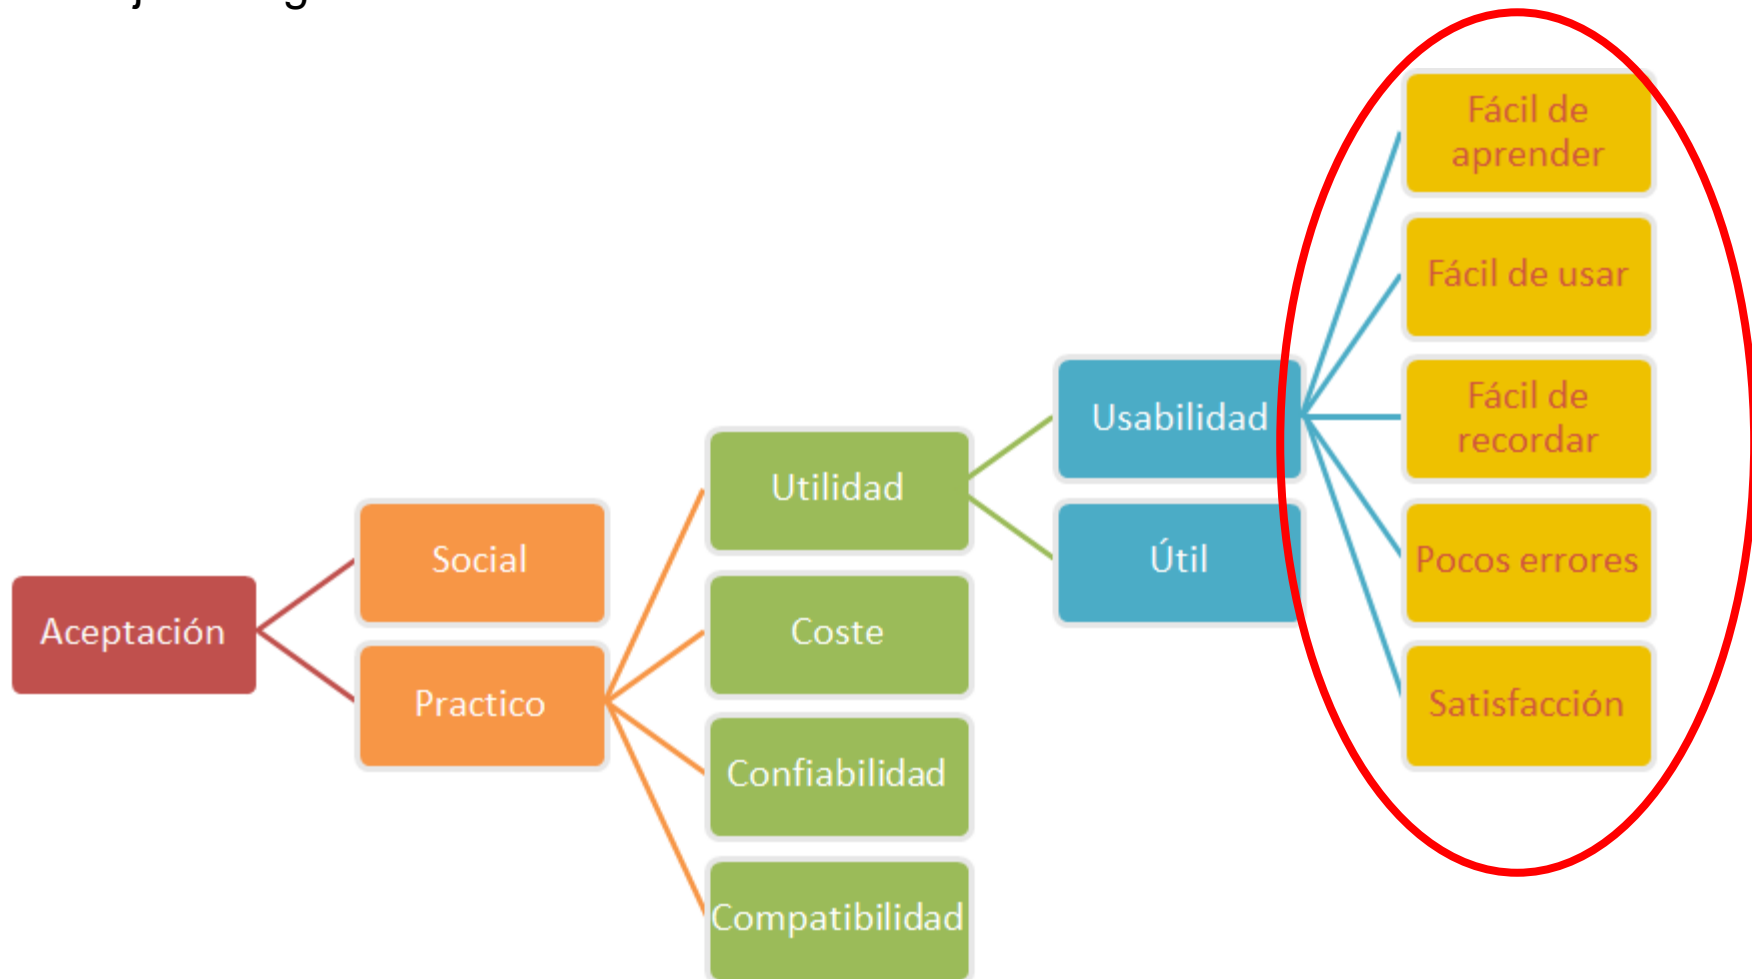 Fácil de
aprender
Fácil de usar
Fácil de
recordar
Pocos errores
Satisfacción
Usabilidad
Útil
Utilidad
Coste
Confiabilidad
Compatibilidad
Social
Practico
Aceptación